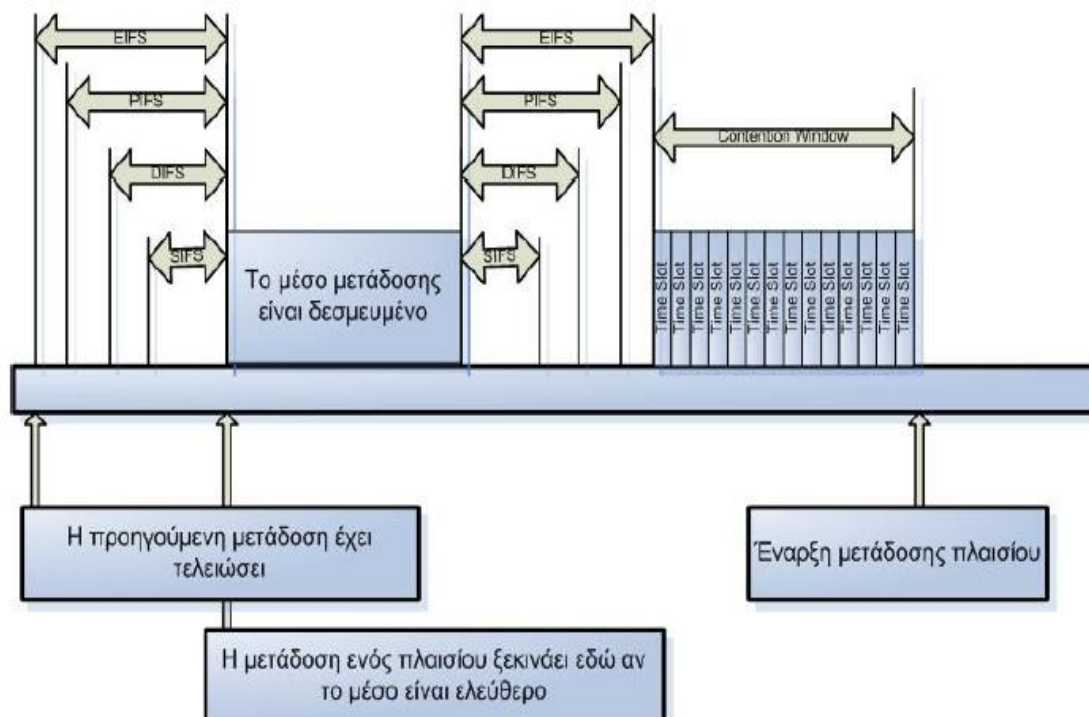 EIFS
EIFS
PIFS
PIFS
Contention Window
DIFS
DIFS
SIFS
SIFS
Το μέσο μετάδοσης
είναι δεσμευμένο
Time Slot
Time Slot
Time Slot
Time Slot
Time Slot
Time Slot
Time Slot
Time Slot
Time Slot
Time Slot
Time Slot
Time Slot
Time Slot
Time Slot
Η προηγούμενη μετάδοση έχει
τελειώσει
Έναρξη μετάδοσης πλαισίου
Η μετάδοση ενός πλαισίου ξεκινάει εδώ αν
το μέσο είναι ελεύθερο